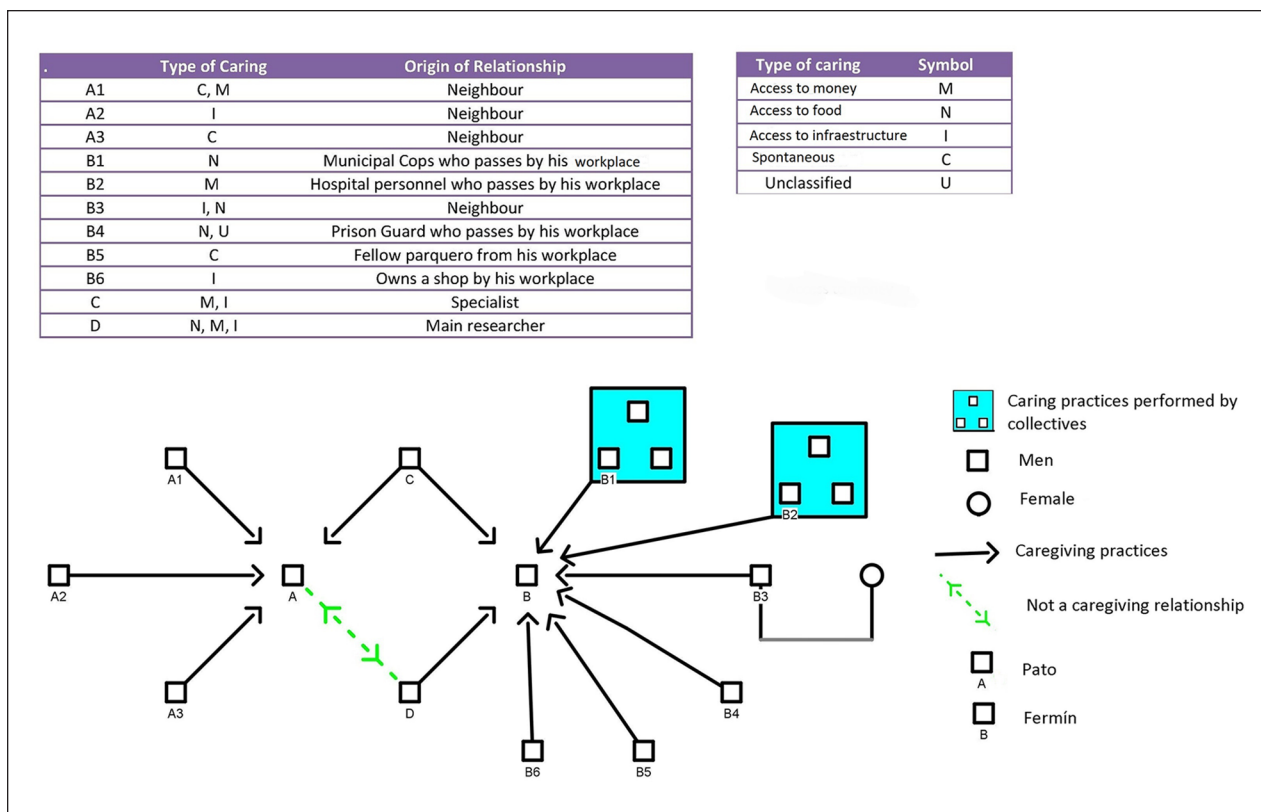 . Type of Caring Origin of Relationship
A1 C, M Neighbour
A2 I Neighbour
A3 C Neighbour
B1 N Municipal Cops who passes by his workplace
B2 M Hospital personnel who passes by his workplace
B3 I, N Neighbour
B4 N, U Prison Guard who passes by his workplace
B5 C Fellow parquero from his workplace
B6 I Owns a shop by his workplace
C M, I Specialist
D N, M, I Main researcher
Type of caring Symbol
Access to money M
Access to food N
Access to infraestructure I
Spontaneous C
Unclassified U
A1
C
B1
B2
A2
A
B
B3
A3
D
B4
B6
B5
Caring practices performed by
collectives
Men
Female
Caregiving practices
Not a caregiving relationship
Pato
A
Fermín
B